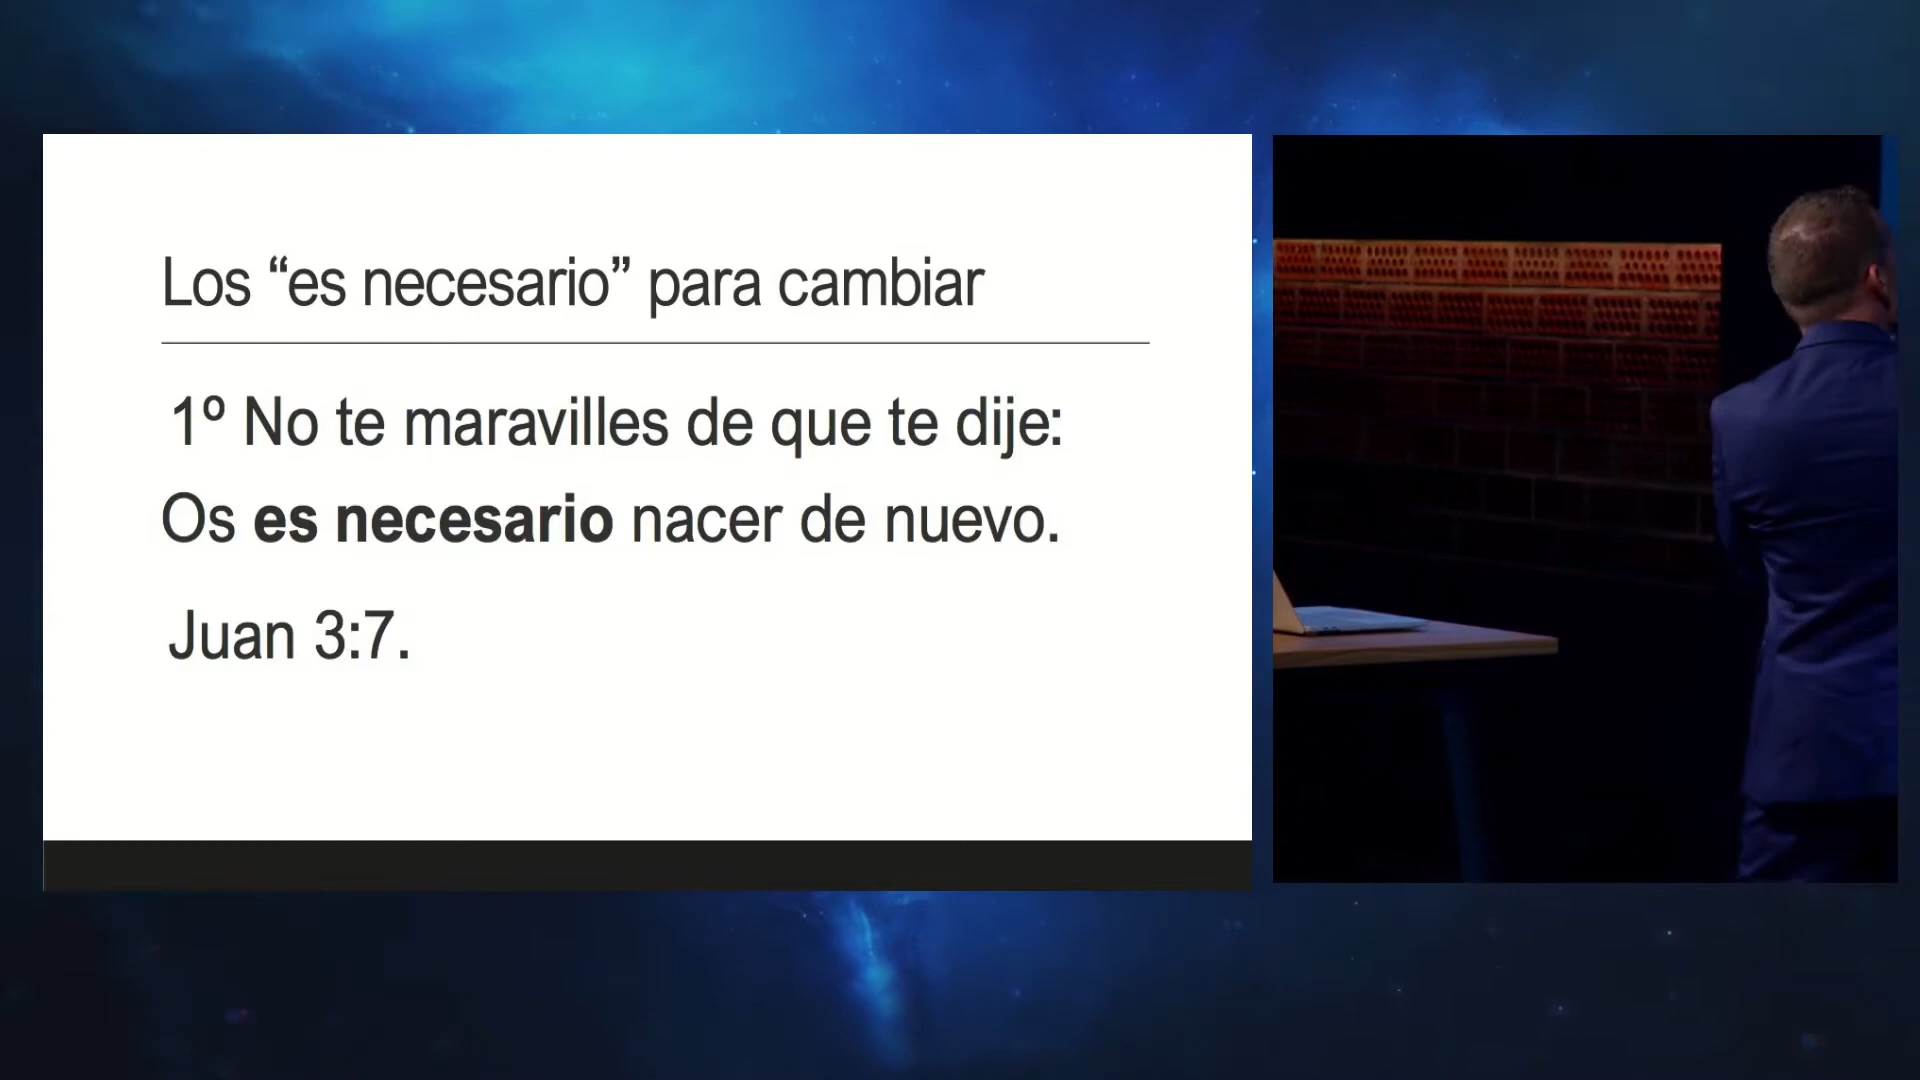 Los “es necesario” para cambiar
1º No te maravilles de que te dije:
Os es necesario nacer de nuevo.
Juan 3:7.